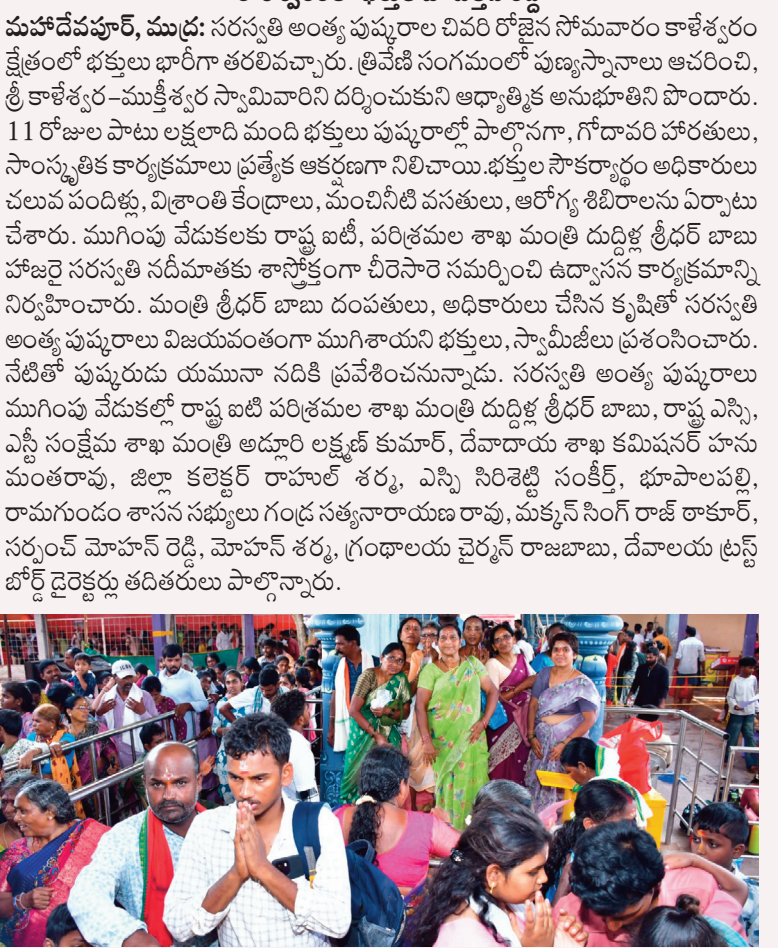 మహాదేవపూర్, ముద్ర: సరస్వతి అంత్య పుష్కరాల చివరి రోజైన సోమవారం కాళేశ్వరం
క్షేత్రంలో భక్తులు భారీగా తరలివచ్చారు. త్రివేణి సంగమంలో పుణ్యస్నానాలు ఆచరించి,
శ్రీ కాళేశ్వర–ముక్తీశ్వర స్వామివారిని దర్శించుకుని ఆధ్యాత్మిక అనుభూతిని పొందారు.
11 రోజుల పాటు లక్షలాది మంది భక్తులు పుష్కరాల్లో పాల్గొనగా, గోదావరి హారతులు,
సాంస్కృతిక కార్యక్రమాలు ప్రత్యేక ఆకర్షణగా నిలిచాయి.భక్తుల సౌకర్యార్థం అధికారులు
చలువ పందిళ్లు, విశ్రాంతి కేంద్రాలు, మంచినీటి వసతులు, ఆరోగ్య శిబిరాలను ఏర్పాటు
చేశారు. ముగింపు వేడుకలకు రాష్ట్ర ఐటీ, పరిశ్రమల శాఖ మంత్రి దుద్దిళ్ల శ్రీధర్ బాబు
హాజరై సరస్వతి నదీమాతకు శాస్త్రోక్తంగా చీరెసారె సమర్పించి ఉద్వాసన కార్యక్రమాన్ని
నిర్వహించారు. మంత్రి శ్రీధర్ బాబు దంపతులు, అధికారులు చేసిన కృషితో సరస్వతి
అంత్య పుష్కరాలు విజయవంతంగా ముగిశాయని భక్తులు, స్వామీజీలు ప్రశంసించారు.
నేటితో పుష్కరుడు యమునా నదికి ప్రవేశించనున్నాడు. సరస్వతి అంత్య పుష్కరాలు
ముగింపు వేడుకల్లో రాష్ట్ర ఐటి పరిశ్రమల శాఖ మంత్రి దుద్దిళ్ల శ్రీధర్ బాబు, రాష్ట్ర ఎస్సి,
ఎస్టీ సంక్షేమ శాఖ మంత్రి అడ్లూరి లక్ష్మణ్ కుమార్, దేవాదాయ శాఖ కమిషనర్ హను
మంతరావు, జిల్లా కలెక్టర్ రాహుల్ శర్మ, ఎస్పి సిరిశెట్టి సంకీర్త్, భూపాలపల్లి,
రామగుండం శాసన సభ్యులు గండ్ర సత్యనారాయణ రావు, మక్కన్ సింగ్ రాజ్ ఠాకూర్,
సర్పంచ్ మోహన్ రెడ్డి, మోహన్ శర్మ, గ్రంథాలయ చైర్మన్ రాజబాబు, దేవాలయ ట్రస్ట్
బోర్డ్ డైరెక్టర్లు తదితరులు పాల్గొన్నారు.